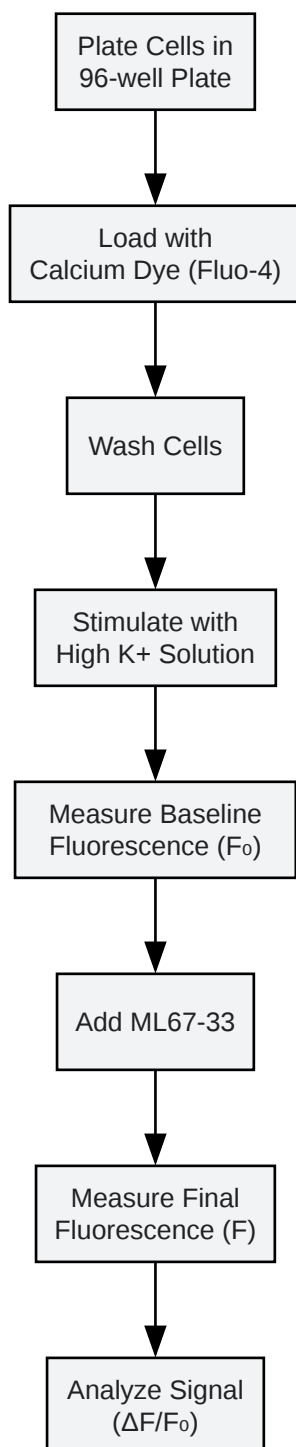 Plate Cells in
96-well Plate
Load with
Calcium Dye (Fluo-4)
Wash Cells
Stimulate with
High K+ Solution
Measure Baseline
Fluorescence (F₀)
Add ML67-33
Measure Final
Fluorescence (F)
Analyze Signal
(ΔF/F₀)